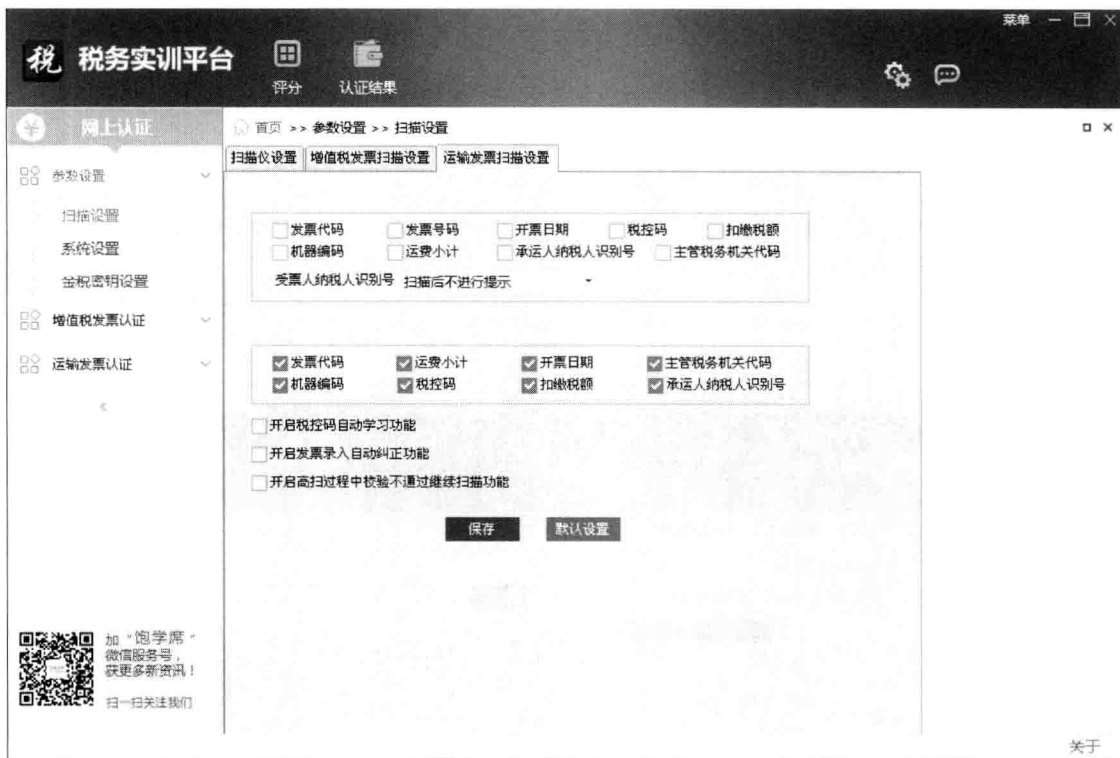 菜单
税 税务实训平台
评分 认证结果
网上认证
首页 >> 参数设置 >> 扫描设置
扫描仪设置 增值税发票扫描设置 运输发票扫描设置
参数设置
扫描设置
系统设置
金税密钥设置
增值税发票认证
运输发票认证
发票代码 发票号码 开票日期 税控码 扣缴税额
机器编码 运费小计 承运人纳税人识别号 主管税务机关代码
受票人纳税人识别号 扫描后不进行提示
发票代码 运费小计 开票日期 主管税务机关代码
机器编码 税控码 扣缴税额 承运人纳税人识别号
开启税控码自动学习功能
开启发票录入自动纠正功能
开启高扫过程中校验不通过继续扫描功能
保存 默认设置
加“饱学席”
微信服务号,
获更多新资讯!
扫一扫关注我们
关于